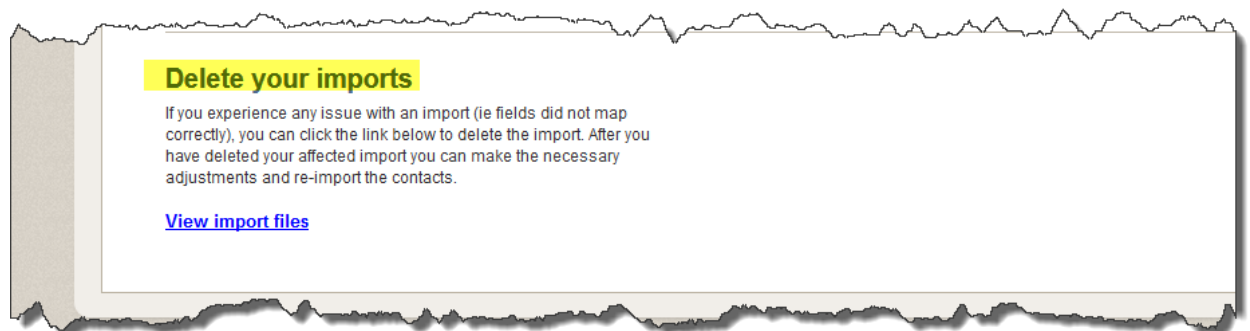 Delete your imports
If you experience any issue with an import (ie fields did not map
correctly), you can click the link below to delete the import. After you
have deleted your affected import you can make the necessary
adjustments and re-import the contacts.
View import files